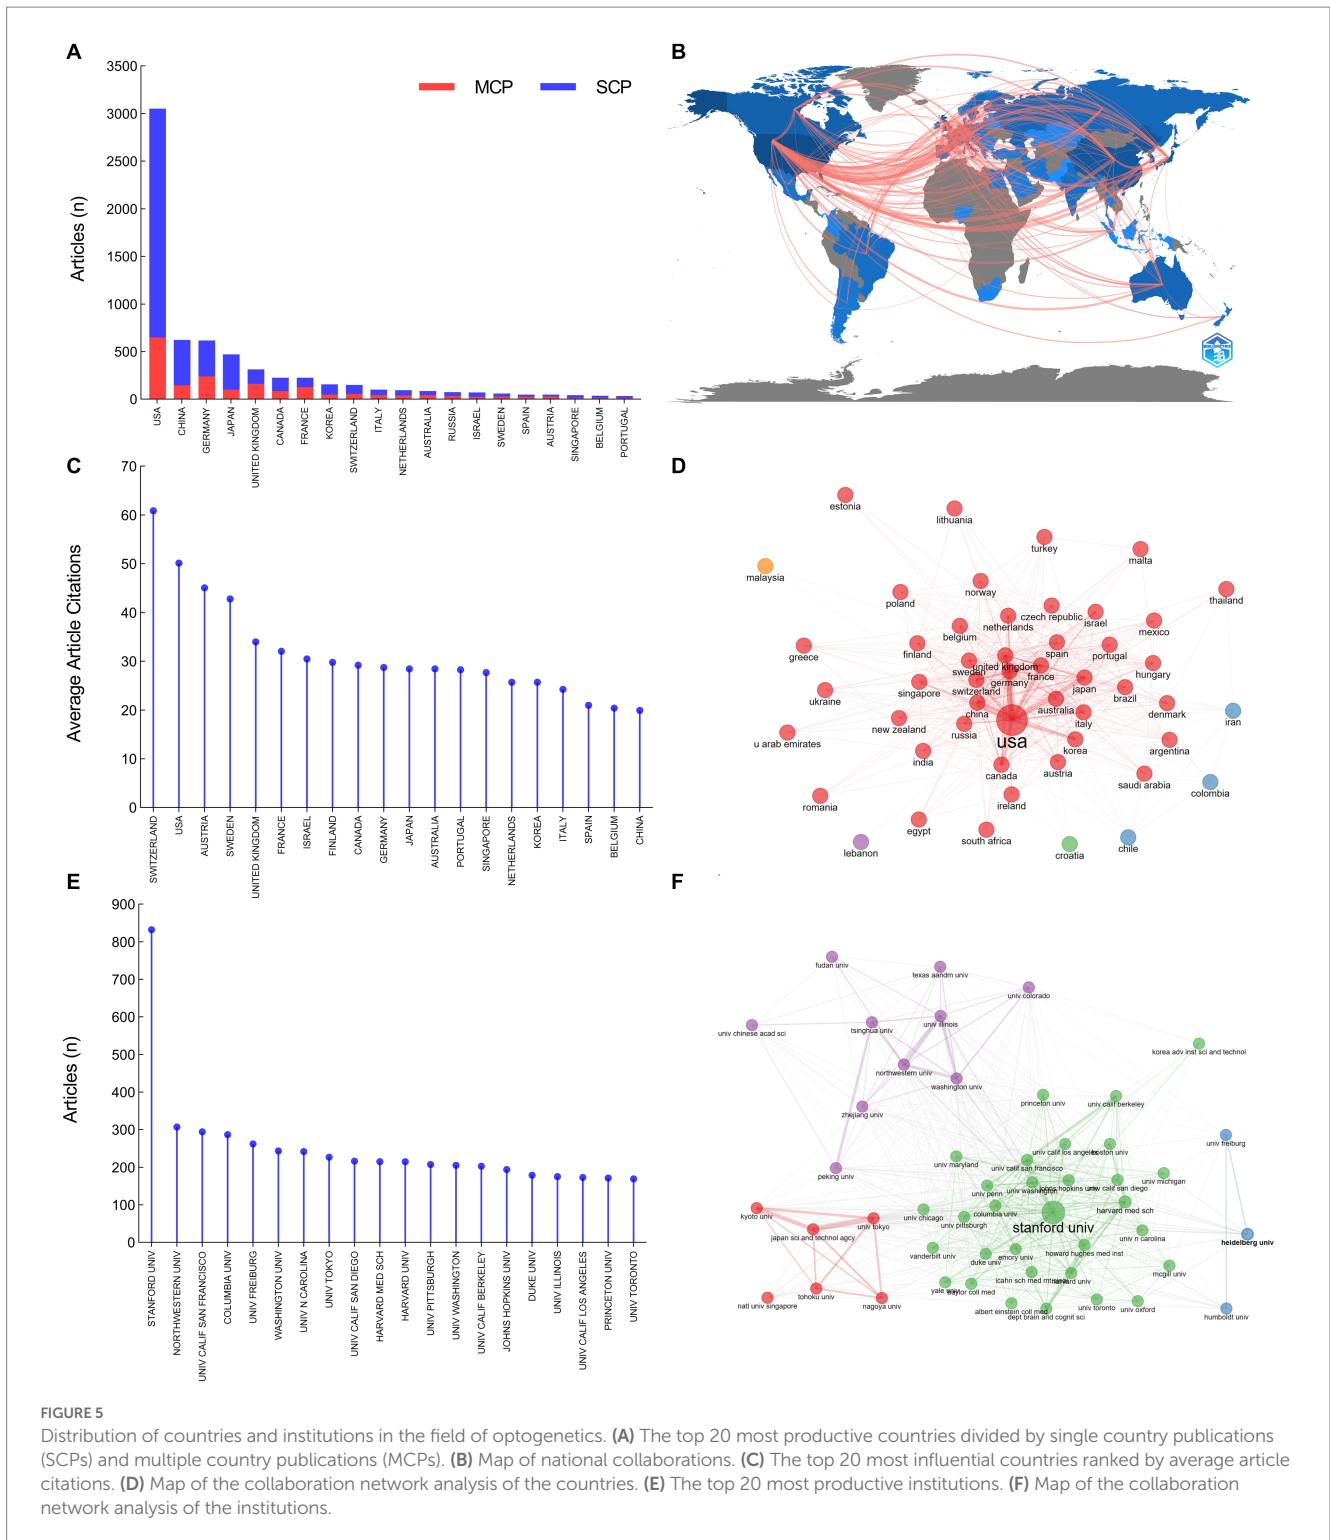 A
3500
3000
2500
2000
1500
1000
500
0
Articles (n)
MCP
SCP
USA
CHINA
GERMANY
JAPAN
UNITED KINGDOM
CANADA
FRANCE
KOREA
SWITZERLAND
ITALY
NETHERLANDS
AUSTRALIA
RUSSIA
ISRAEL
SWEDEN
SPAIN
AUSTRIA
SINGAPORE
BELGIUM
PORTUGAL
B
BIBLIOMETRIX
C
70
60
50
40
30
20
10
0
Average Article Citations
SWITZERLAND
USA
AUSTRIA
SWEDEN
UNITED KINGDOM
FRANCE
ISRAEL
FINLAND
CANADA
GERMANY
JAPAN
AUSTRALIA
PORTUGAL
SINGAPORE
NETHERLANDS
KOREA
ITALY
SPAIN
BELGIUM
CHINA
D
estonia
lithuania
turkey
malta
malaysia
norway
thailand
poland
czech republic
netherlands
israel
mexico
belgium
greece
finland
spain
portugal
united kingdom
sweden
france
hungary
germany
singapore
switzerland
japan
ukraine
brazil
china
australia
denmark
new zealand
italy
iran
russia
usa
u arab emirates
korea
argentina
india
canada
austria
saudi arabia
colombia
romania
ireland
egypt
south africa
chile
lebanon
croatia
E
900
800
700
600
500
400
300
200
100
0
Articles (n)
STANFORD UNIV
NORTHWESTERN UNIV
UNIV CALIF SAN FRANCISCO
COLUMBIA UNIV
UNIV FREIBURG
WASHINGTON UNIV
UNIV N CAROLINA
UNIV TOKYO
UNIV CALIF SAN DIEGO
HARVARD MED SCH
HARVARD UNIV
UNIV PITTSBURGH
UNIV WASHINGTON
UNIV CALIF BERKELEY
JOHNS HOPKINS UNIV
DUKE UNIV
UNIV ILLINOIS
UNIV CALIF LOS ANGELES
PRINCETON UNIV
UNIV TORONTO
F
fudan univ
texas aandm univ
univ colorado
univ chinese acad sci
tsinghua univ
univ illinois
korea adv inst sci and technol
northwestern univ
washington univ
princeton univ
univ calif berkeley
zhejiang univ
univ freiburg
univ calif los angeles
boston univ
univ maryland
univ calif san francisco
peking univ
univ michigan
univ penn
univ washington
johns hopkins univ
univ calif san diego
harvard med sch
kyoto univ
univ chicago
columbia univ
univ tokyo
univ pittsburgh
stanford univ
japan sci and technol agcy
univ n carolina
heidelberg univ
vanderbilt univ
emory univ
howard hughes med inst
duke univ
mcgill univ
icahn sch med mt sinai
harvard univ
yale univ
baylor coll med
tohoku univ
natl univ singapore
nagoya univ
albert einstein coll med
univ toronto
univ oxford
dept brain and cognit sci
humboldt univ
FIGURE 5
Distribution of countries and institutions in the field of optogenetics. (A) The top 20 most productive countries divided by single country publications
(SCPs) and multiple country publications (MCPs). (B) Map of national collaborations. (C) The top 20 most influential countries ranked by average article
citations. (D) Map of the collaboration network analysis of the countries. (E) The top 20 most productive institutions. (F) Map of the collaboration
network analysis of the institutions.